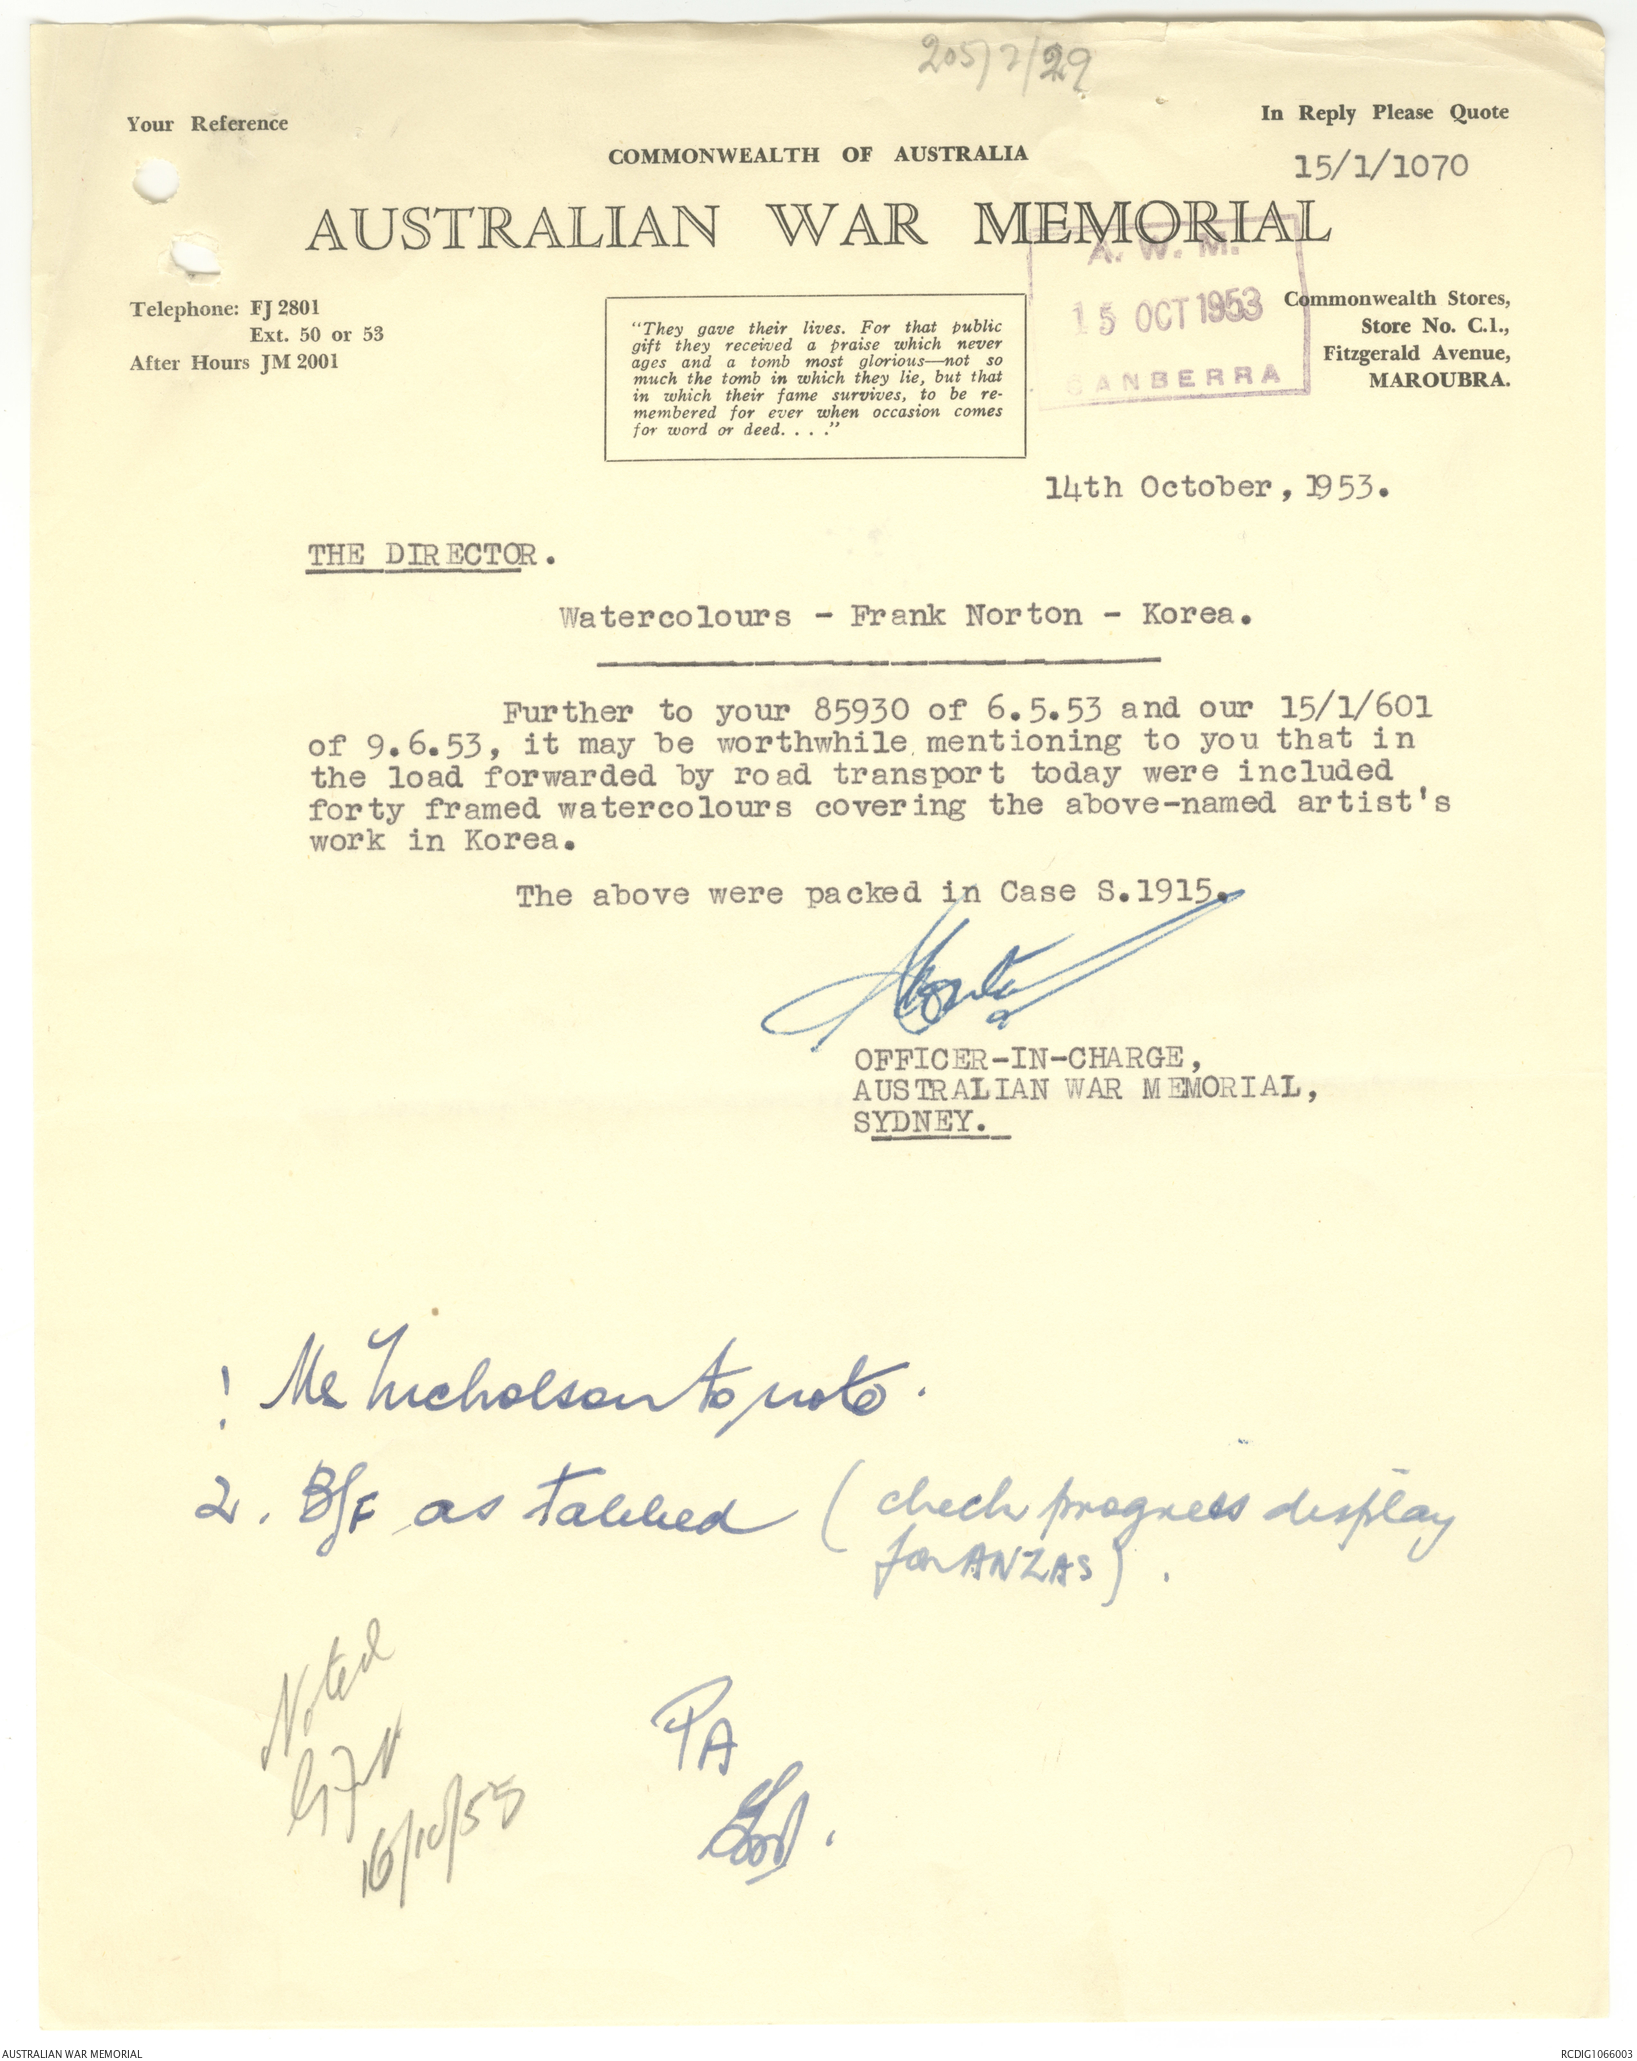 205/2/29
Your Reference
In Reply Please Quote
COMMONWEALTH OF AUSTRALIA
15/1/1070
AUSTRALIAN WAR MEMORIAL
A. W. M.
15 OCT 1953
CANBERRA
Telephone: FJ 2801
Ext. 50 or 53
After Hours JM 2001
"They gave their lives. For that public
gift they received a praise which never
ages and a tomb most glorious—not so
much the tomb in which they lie, but that
in which their fame survives, to be re-
membered for ever when occasion comes
for word or deed. . . ."
Commonwealth Stores,
Store No. C.1.,
Fitzgerald Avenue,
MAROUBRA.
14th October, 1953.
THE DIRECTOR.
Watercolours - Frank Norton - Korea.
Further to your 85930 of 6.5.53 and our 15/1/601
of 9.6.53, it may be worthwhile mentioning to you that in
the load forwarded by road transport today were included
forty framed watercolours covering the above-named artist's
work in Korea.
The above were packed in Case S.1915.
OFFICER-IN-CHARGE,
AUSTRALIAN WAR MEMORIAL,
SYDNEY.
! Mr Nicholson to note.
2. B/F as tabbed (check progress display
for ANZAS).
Noted
16/10/53
PA
AUSTRALIAN WAR MEMORIAL
RCDIG1066003